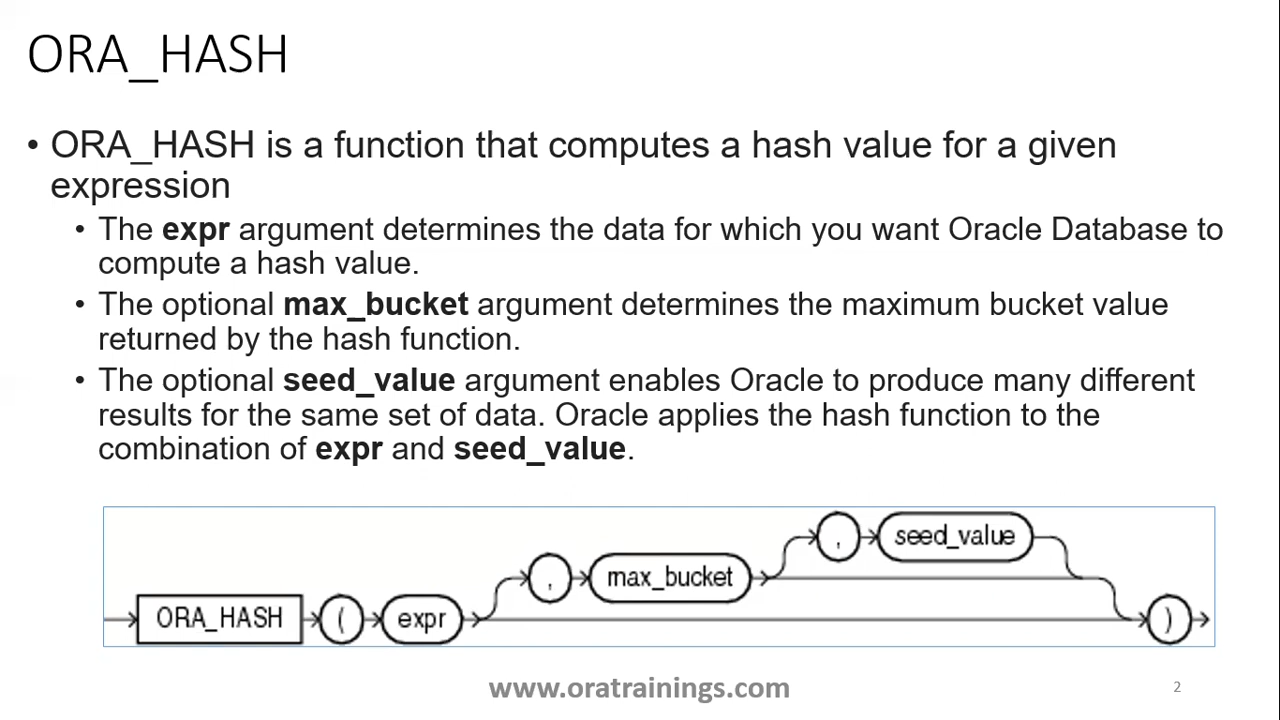 ORA_HASH
• ORA_HASH is a function that computes a hash value for a given
expression
• The expr argument determines the data for which you want Oracle Database to
compute a hash value.
• The optional max_bucket argument determines the maximum bucket value
returned by the hash function.
• The optional seed_value argument enables Oracle to produce many different
results for the same set of data. Oracle applies the hash function to the
combination of expr and seed_value.
, seed_value
, max_bucket
ORA_HASH ( expr )
www.oratrainings.com
2